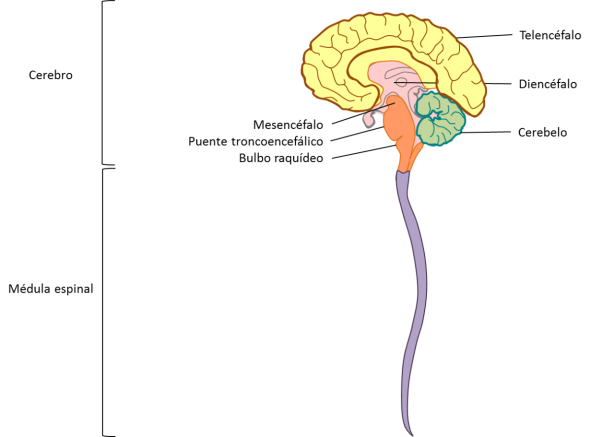 Telencéfalo
Cerebro
Diencéfalo
Mesencéfalo
Cerebelo
Puente troncoencefálico
Bulbo raquídeo
Médula espinal